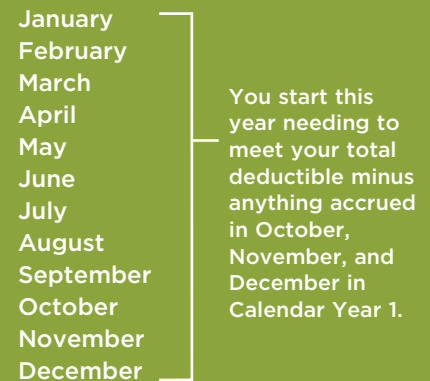 January
February
March
April
May
June
July
August
September
October
November
December
You start this
year needing to
meet your total
deductible minus
anything accrued
in October,
November, and
December in
Calendar Year 1.